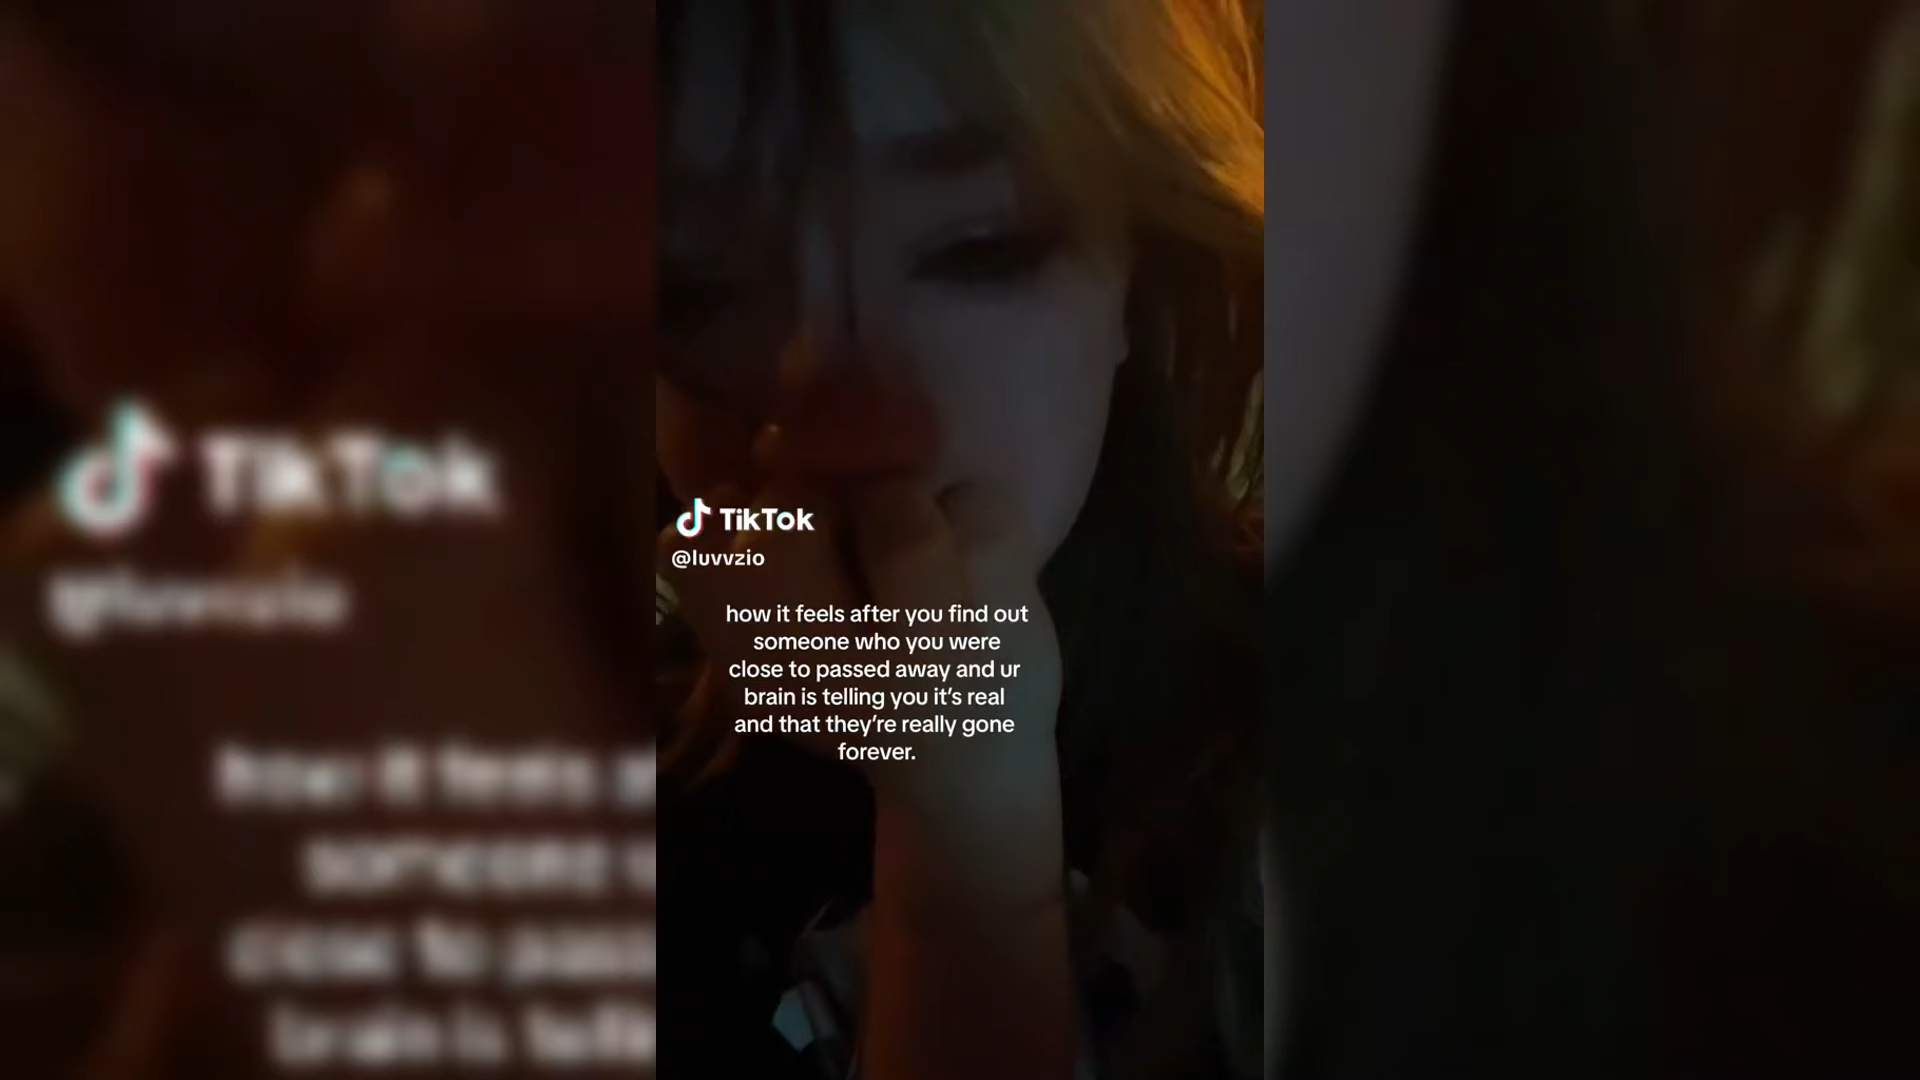 TikTok
@luvvzio
how it feels after you find out
someone who you were
close to passed away and ur
brain is telling you it’s real
and that they’re really gone
forever.